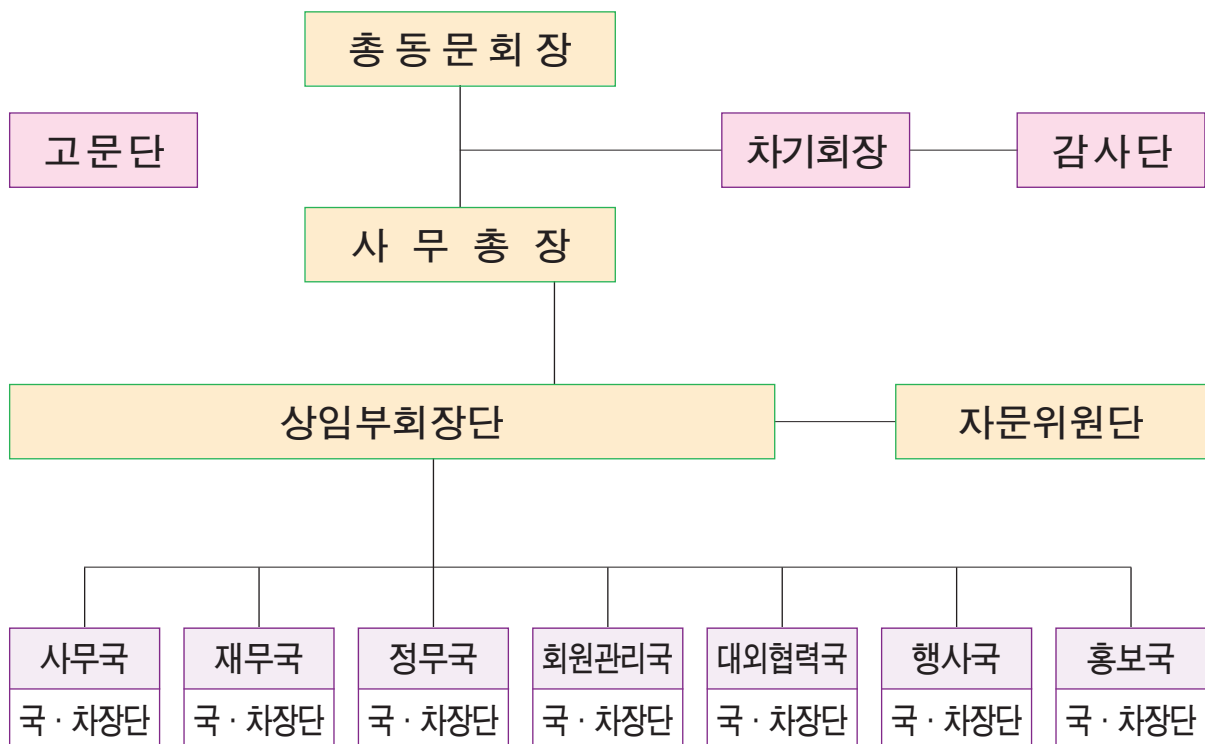 총동문회장
고문단
차기회장
감사단
사무총장
상임부회장단
자문위원단
사무국
재무국
정무국
회원관리국
대외협력국
행사국
홍보국
국 · 차장단
국 · 차장단
국 · 차장단
국 · 차장단
국 · 차장단
국 · 차장단
국 · 차장단